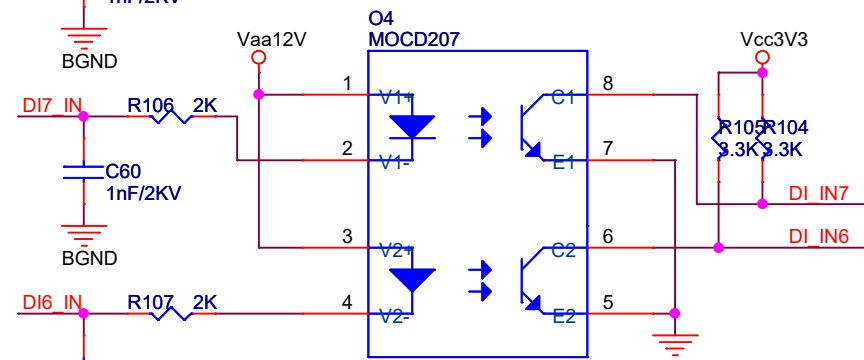 1nF/2KV
BGND
O4
MOCD207
Vaa12V
Vcc3V3
1
V1+
C1
8
DI7_IN
R106 2K
R105
R104
3.3K
3.3K
2
V1-
E1
7
C60
1nF/2KV
DI_IN7
3
V2+
C2
6
DI_IN6
BGND
DI6_IN
R107 2K
4
V2-
E2
5